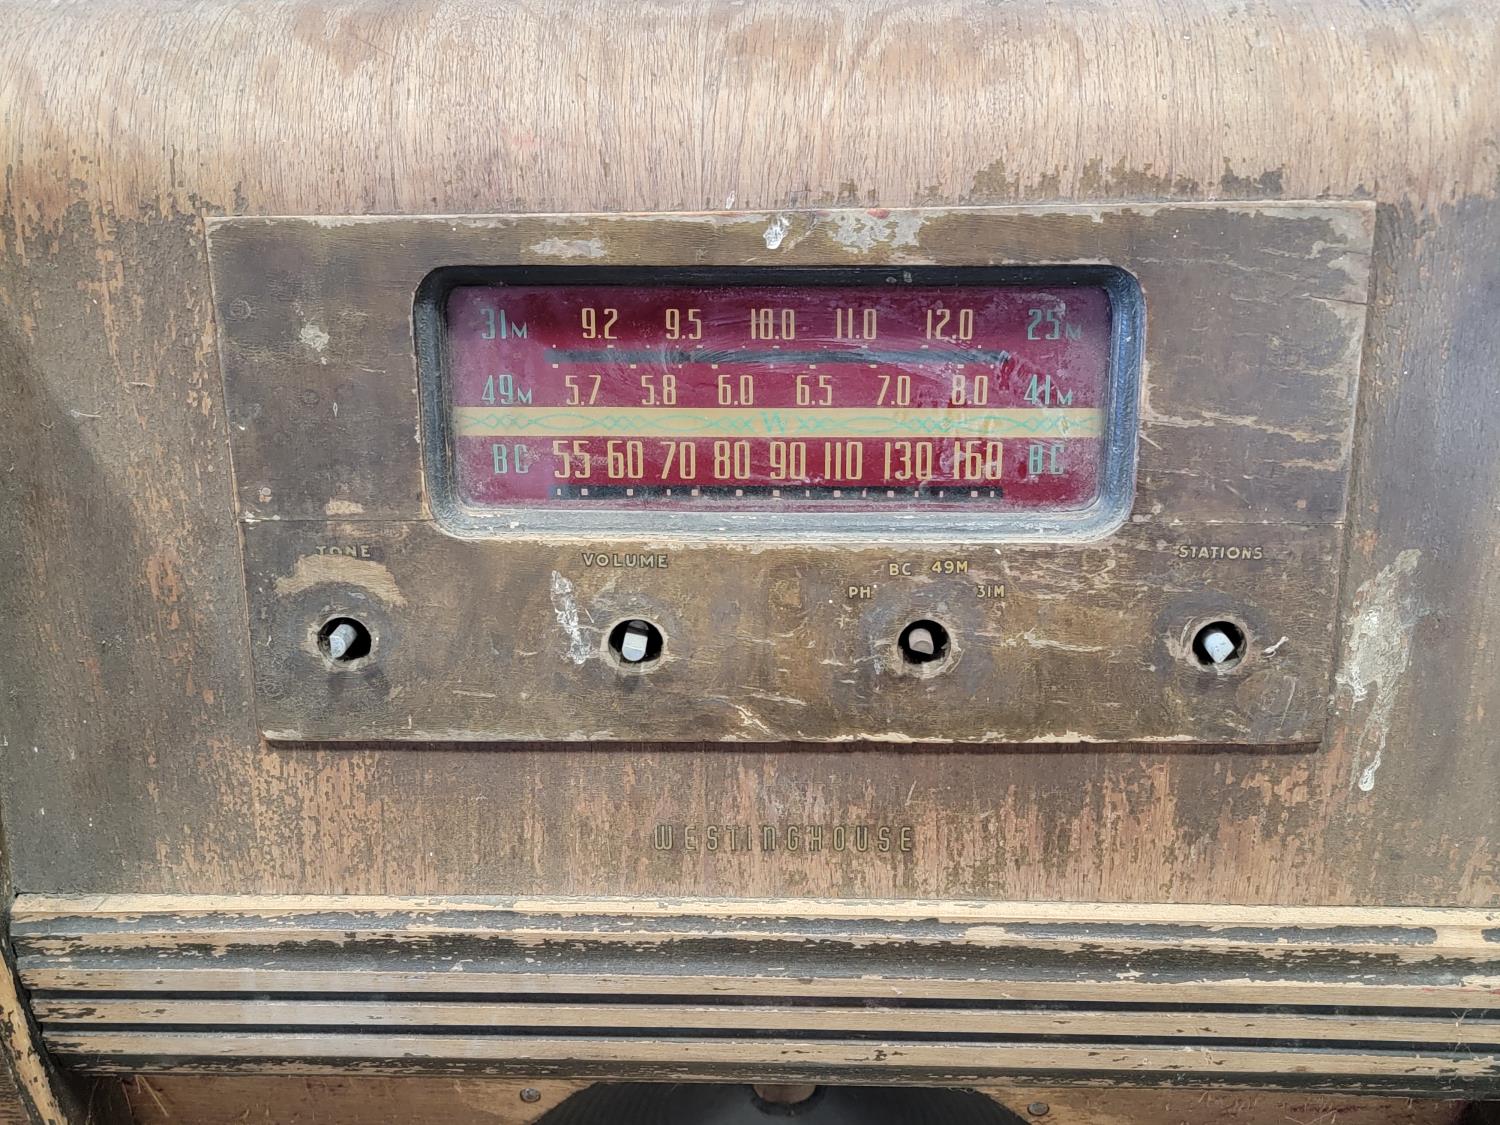 31M 9.2 9.5 10.0 11.0 12.0 25M
49M 5.7 5.8 6.0 6.5 7.0 8.0 41M
W
BC 55 60 70 80 90 110 130 160 BC
TONE VOLUME BC 49M STATIONS
PH 31M
WESTINGHOUSE